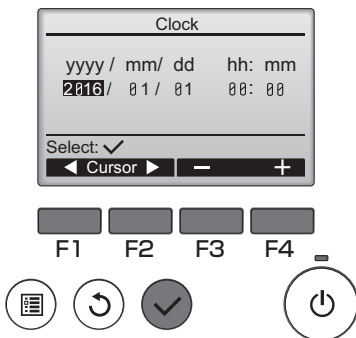 Clock
yyyy / mm/ dd hh: mm
2016 / 01 / 01 00: 00
Select: ✓
◀ Cursor ▶ − +
F1 F2 F3 F4